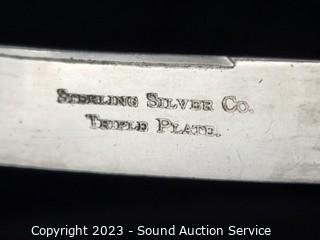 STERLING SILVER CO.
TRIPLE PLATE.
Copyright 2023 - Sound Auction Service